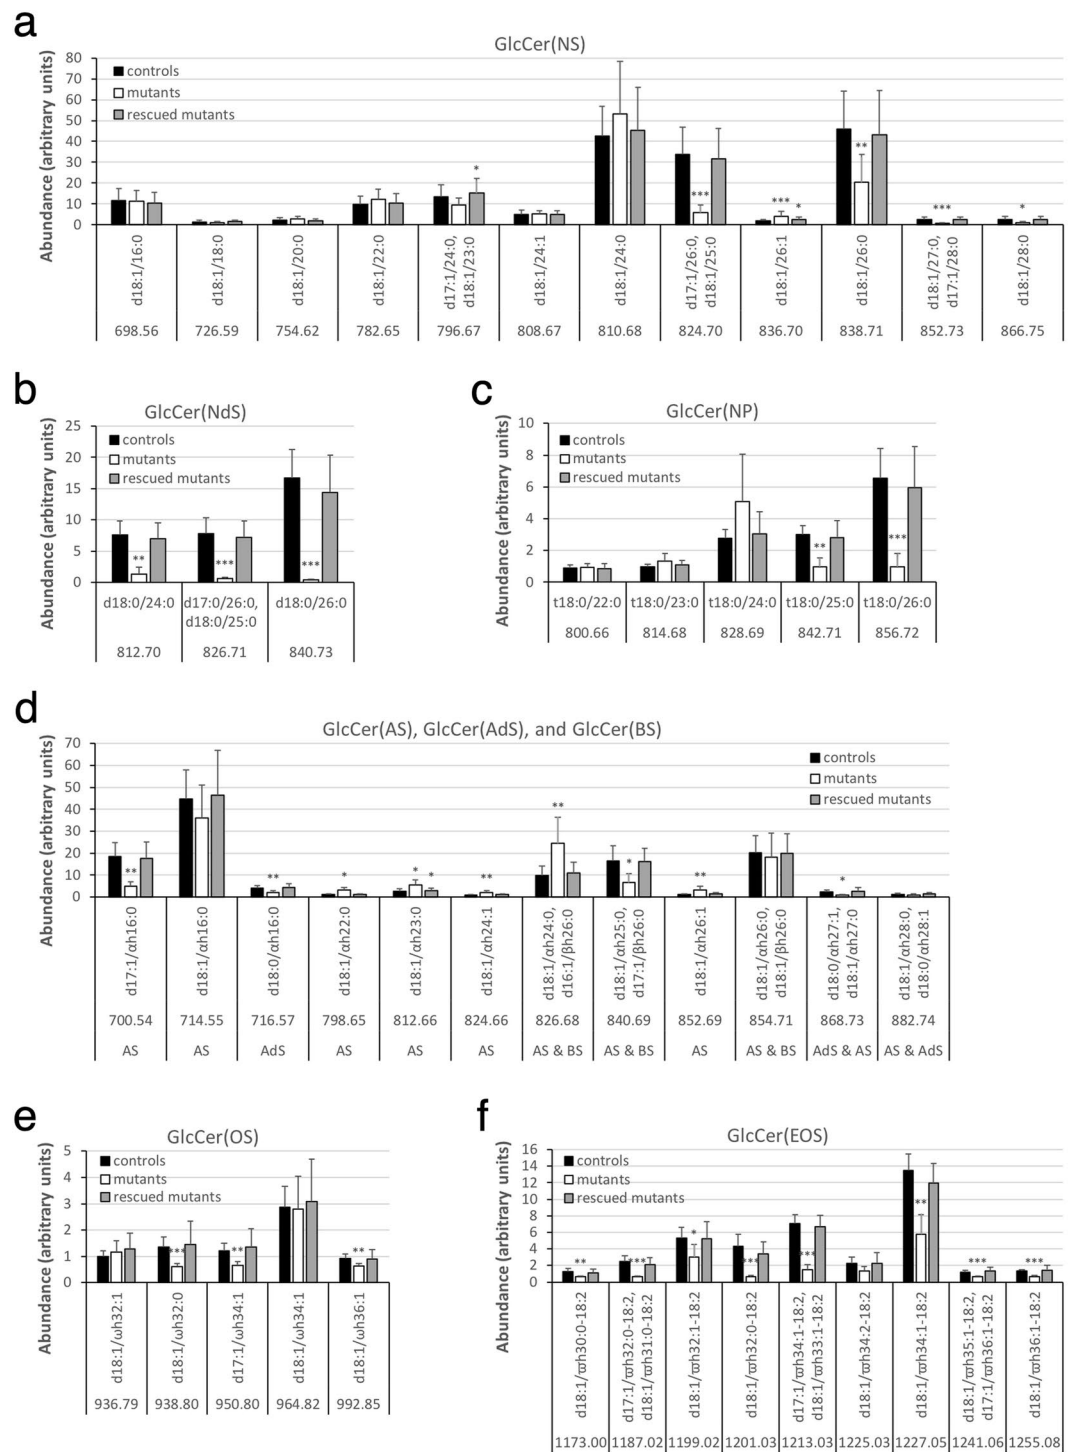 a
GlcCer(NS)
Abundance (arbitrary units)
80
70
60
50
40
30
20
10
0
controls
mutants
rescued mutants
*
***
*** *
**
***
*
d18:1/16:0
d18:1/18:0
d18:1/20:0
d18:1/22:0
d17:1/24:0,
d18:1/23:0
d18:1/24:1
d18:1/24:0
d17:1/26:0,
d18:1/25:0
d18:1/26:1
d18:1/26:0
d18:1/27:0,
d17:1/28:0
d18:1/28:0
698.56 726.59 754.62 782.65 796.67 808.67 810.68 824.70 836.70 838.71 852.73 866.75
b
GlcCer(NdS)
Abundance (arbitrary units)
25
20
15
10
5
0
controls
mutants
rescued mutants
**
***
***
d18:0/24:0
d17:0/26:0,
d18:0/25:0
d18:0/26:0
812.70 826.71 840.73
c
GlcCer(NP)
Abundance (arbitrary units)
10
8
6
4
2
0
controls
mutants
rescued mutants
**
***
t18:0/22:0 t18:0/23:0 t18:0/24:0 t18:0/25:0 t18:0/26:0
800.66 814.68 828.69 842.71 856.72
d
GlcCer(AS), GlcCer(AdS), and GlcCer(BS)
Abundance (arbitrary units)
70
60
50
40
30
20
10
0
controls
mutants
rescued mutants
**
**
*
* *
**
**
*
**
*
d17:1/αh16:0
d18:1/αh16:0
d18:0/αh16:0
d18:1/αh22:0
d18:1/αh23:0
d18:1/αh24:1
d18:1/αh24:0,
d16:1/βh26:0
d18:1/αh25:0,
d17:1/βh26:0
d18:1/αh26:1
d18:1/αh26:0,
d18:1/βh26:0
d18:0/αh27:1,
d18:1/αh27:0
d18:1/αh28:0,
d18:0/αh28:1
700.54 714.55 716.57 798.65 812.66 824.66 826.68 840.69 852.69 854.71 868.73 882.74
AS AS AdS AS AS AS AS & BS AS & BS AS AS & BS AdS & AS AS & AdS
e
GlcCer(OS)
Abundance (arbitrary units)
5
4
3
2
1
0
controls
mutants
rescued mutants
***
**
**
d18:1/ωh32:1
d18:1/ωh32:0
d17:1/ωh34:1
d18:1/ωh34:1
d18:1/ωh36:1
936.79 938.80 950.80 964.82 992.85
f
GlcCer(EOS)
Abundance (arbitrary units)
16
14
12
10
8
6
4
2
0
controls
mutants
rescued mutants
**
***
*
***
***
**
***
***
d18:1/ϖh30:0-18:2
d17:1/ϖh32:0-18:2,
d18:1/ϖh31:0-18:2
d18:1/ϖh32:1-18:2
d18:1/ϖh32:0-18:2
d17:1/ϖh34:1-18:2,
d18:1/ϖh33:1-18:2
d18:1/ϖh34:2-18:2
d18:1/ϖh34:1-18:2
d18:1/ϖh35:1-18:2,
d17:1/ϖh36:1-18:2
d18:1/ϖh36:1-18:2
1173.00 1187.02 1199.02 1201.03 1213.03 1225.03 1227.05 1241.06 1255.08